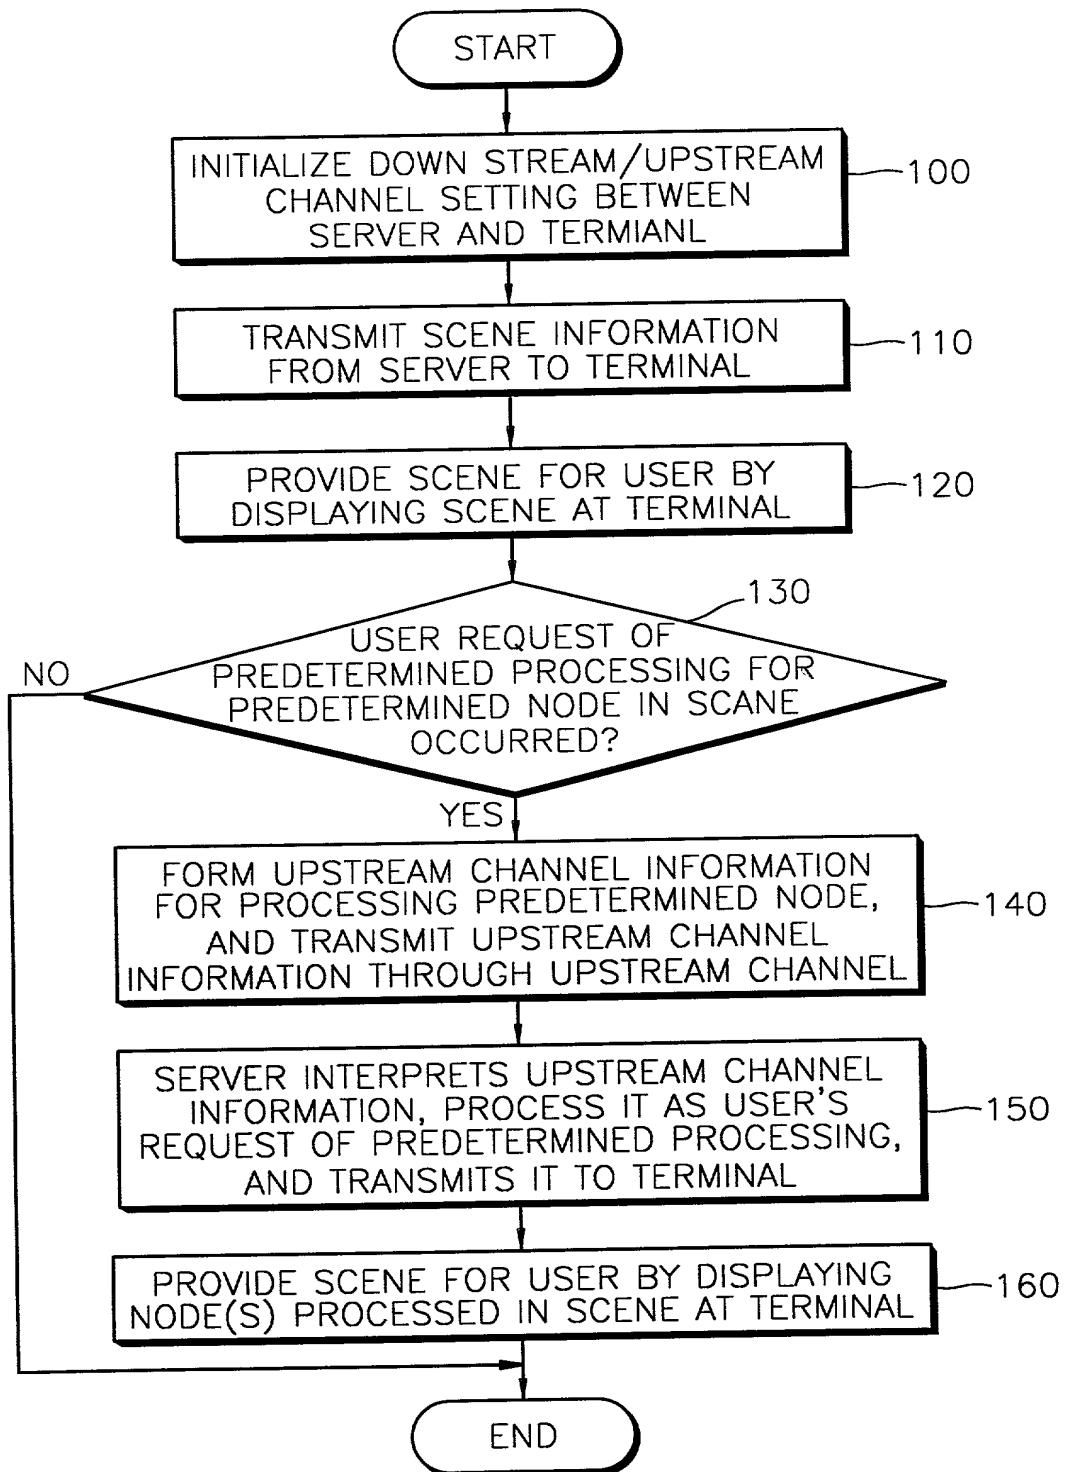 START
INITIALIZE DOWN STREAM/UPSTREAM
CHANNEL SETTING BETWEEN
SERVER AND TERMIANL
100
TRANSMIT SCENE INFORMATION
FROM SERVER TO TERMINAL
110
PROVIDE SCENE FOR USER BY
DISPLAYING SCENE AT TERMINAL
120
130
USER REQUEST OF
PREDETERMINED PROCESSING FOR
PREDETERMINED NODE IN SCANE
OCCURRED?
NO
YES
FORM UPSTREAM CHANNEL INFORMATION
FOR PROCESSING PREDETERMINED NODE,
AND TRANSMIT UPSTREAM CHANNEL
INFORMATION THROUGH UPSTREAM CHANNEL
140
SERVER INTERPRETS UPSTREAM CHANNEL
INFORMATION, PROCESS IT AS USER'S
REQUEST OF PREDETERMINED PROCESSING,
AND TRANSMITS IT TO TERMINAL
150
PROVIDE SCENE FOR USER BY DISPLAYING
NODE(S) PROCESSED IN SCENE AT TERMINAL
160
END